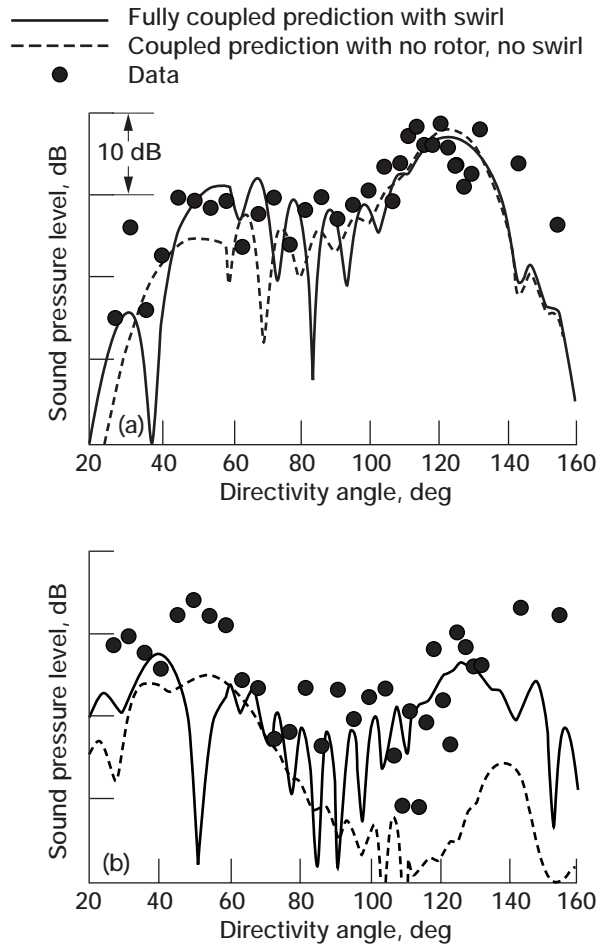 Fully coupled prediction with swirl
Coupled prediction with no rotor, no swirl
Data
10 dB
Sound pressure level, dB
(a)
20 40 60 80 100 120 140 160
Directivity angle, deg
Sound pressure level, dB
(b)
20 40 60 80 100 120 140 160
Directivity angle, deg